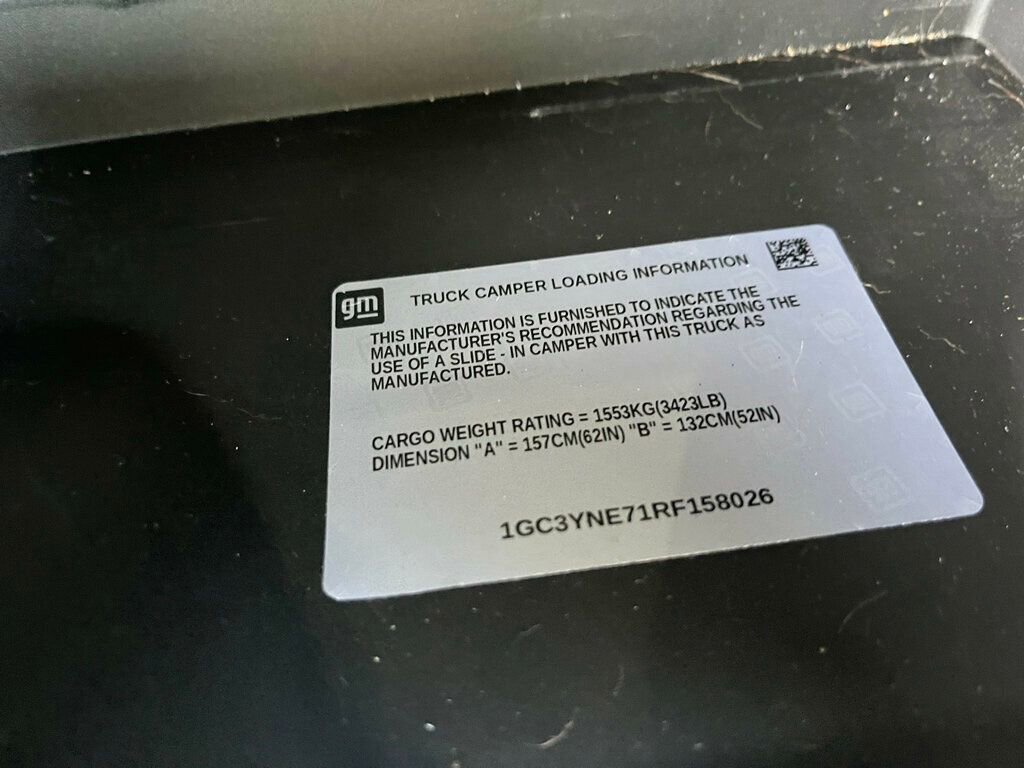 gm
TRUCK CAMPER LOADING INFORMATION
THIS INFORMATION IS FURNISHED TO INDICATE THE
MANUFACTURER'S RECOMMENDATION REGARDING THE
USE OF A SLIDE - IN CAMPER WITH THIS TRUCK AS
MANUFACTURED.
CARGO WEIGHT RATING = 1553KG(3423LB)
DIMENSION "A" = 157CM(62IN) "B" = 132CM(52IN)
1GC3YNE71RF158026